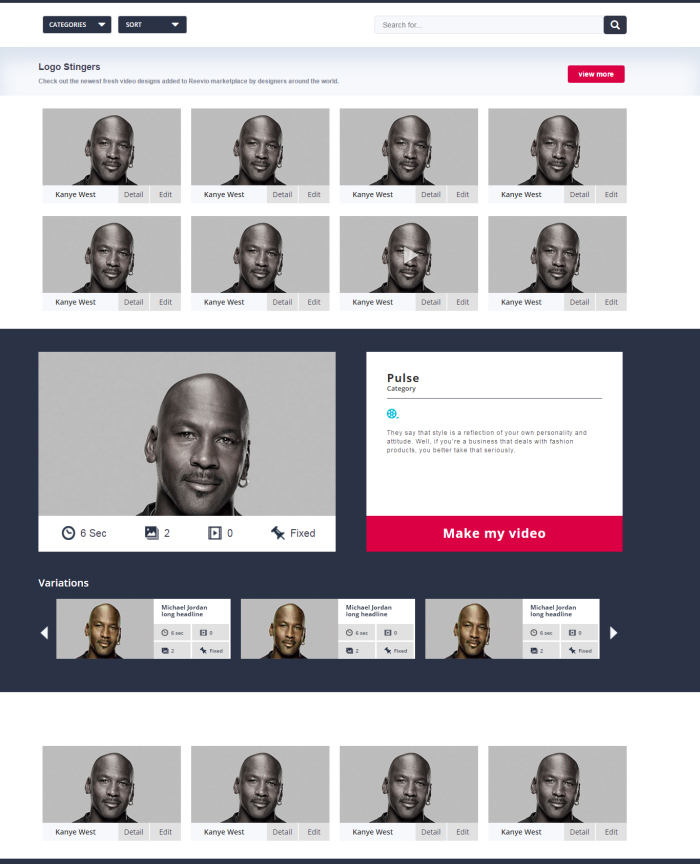 CATEGORIES SORT Search for...
Logo Stingers
Check out the newest fresh video designs added to Reevio marketplace by designers around the world.
view more
Kanye West Detail Edit Kanye West Detail Edit Kanye West Detail Edit Kanye West Detail Edit
Kanye West Detail Edit Kanye West Detail Edit Kanye West Detail Edit Kanye West Detail Edit
Pulse
Category
They say that style is a reflection of your own personality and
attitude. Well, if you're a business that deals with fashion
products, you better take that seriously.
6 Sec 2 0 Fixed
Make my video
Variations
Michael Jordan
long headline
6 sec 0
2 Fixed
Michael Jordan
long headline
6 sec 0
2 Fixed
Michael Jordan
long headline
6 sec 0
2 Fixed
Kanye West Detail Edit Kanye West Detail Edit Kanye West Detail Edit Kanye West Detail Edit